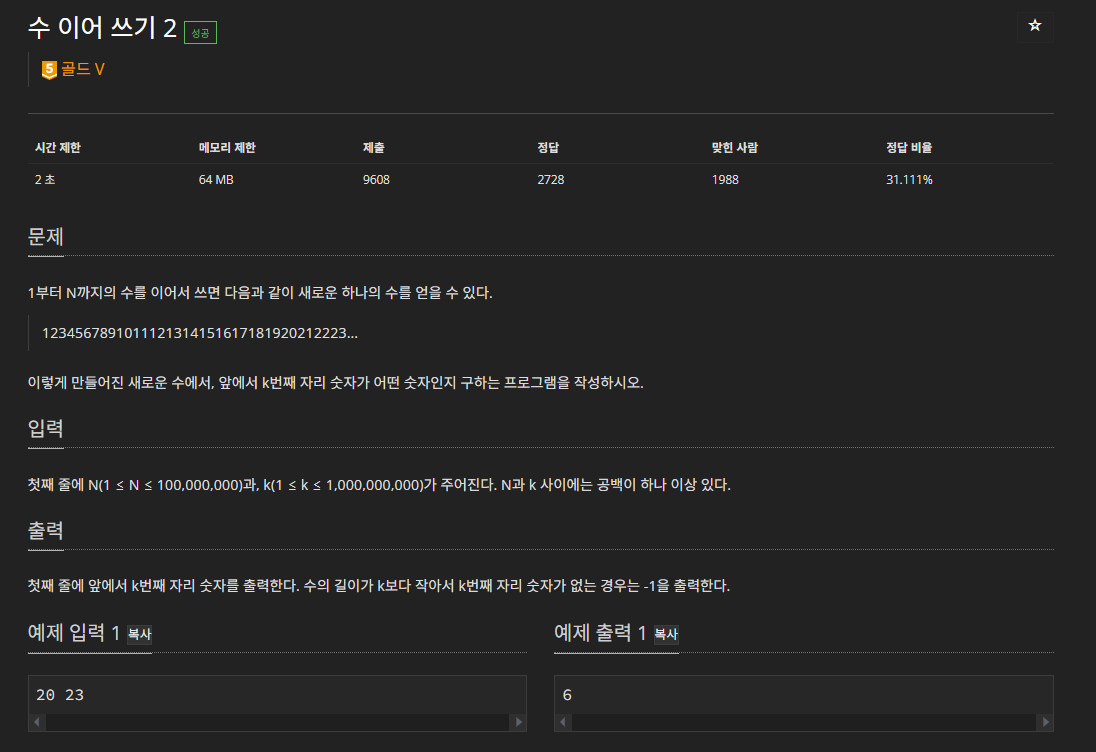 수 이어 쓰기 2 성공
5 골드 V
시간 제한 메모리 제한 제출 정답 맞힌 사람 정답 비율
2 초 64 MB 9608 2728 1988 31.111%
문제
1부터 N까지의 수를 이어서 쓰면 다음과 같이 새로운 하나의 수를 얻을 수 있다.
1234567891011121314151617181920212223...
이렇게 만들어진 새로운 수에서, 앞에서 k번째 자리 숫자가 어떤 숫자인지 구하는 프로그램을 작성하시오.
입력
첫째 줄에 N(1 ≤ N ≤ 100,000,000)과, k(1 ≤ k ≤ 1,000,000,000)가 주어진다. N과 k 사이에는 공백이 하나 이상 있다.
출력
첫째 줄에 앞에서 k번째 자리 숫자를 출력한다. 수의 길이가 k보다 작아서 k번째 자리 숫자가 없는 경우는 -1을 출력한다.
예제 입력 1 복사
20 23
예제 출력 1 복사
6